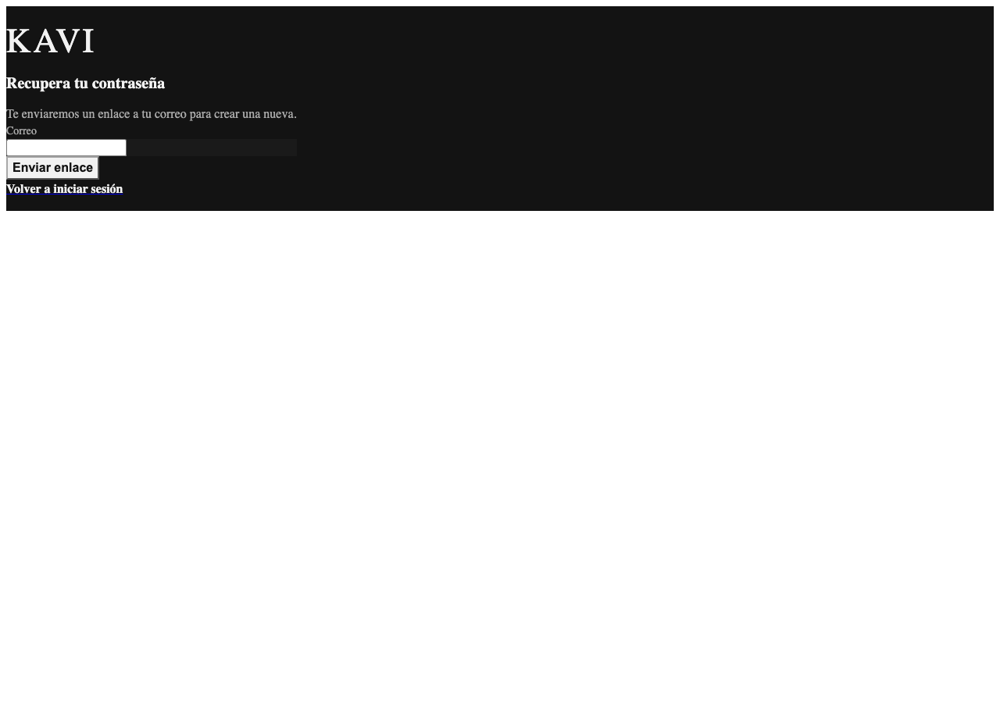 KAVI
Recupera tu contraseña
Te enviaremos un enlace a tu correo para crear una nueva.
Correo
Enviar enlace
Volver a iniciar sesión